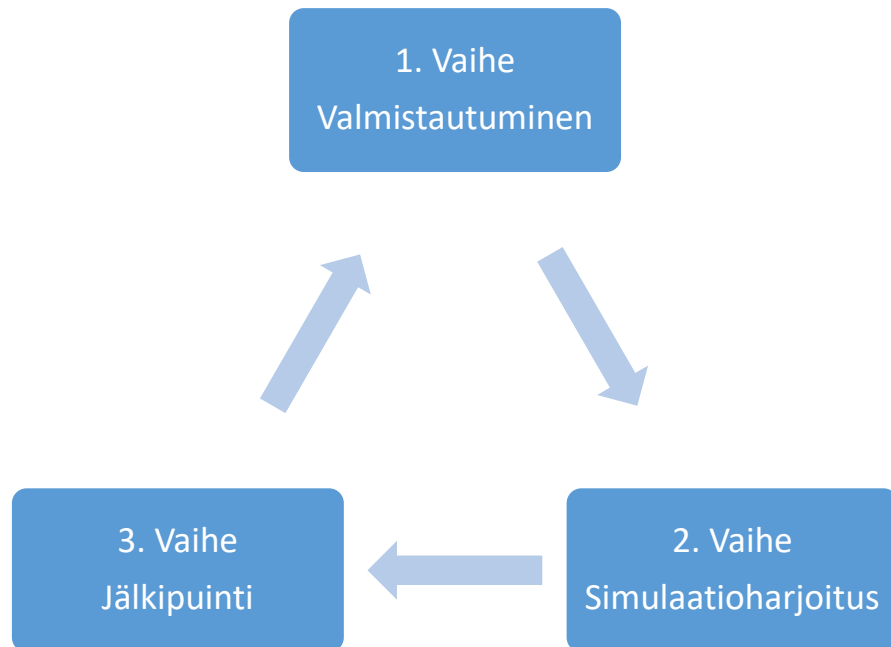 1. Vaihe
Valmistautuminen
2. Vaihe
Simulaatioharjoitus
3. Vaihe
Jälkipuinti